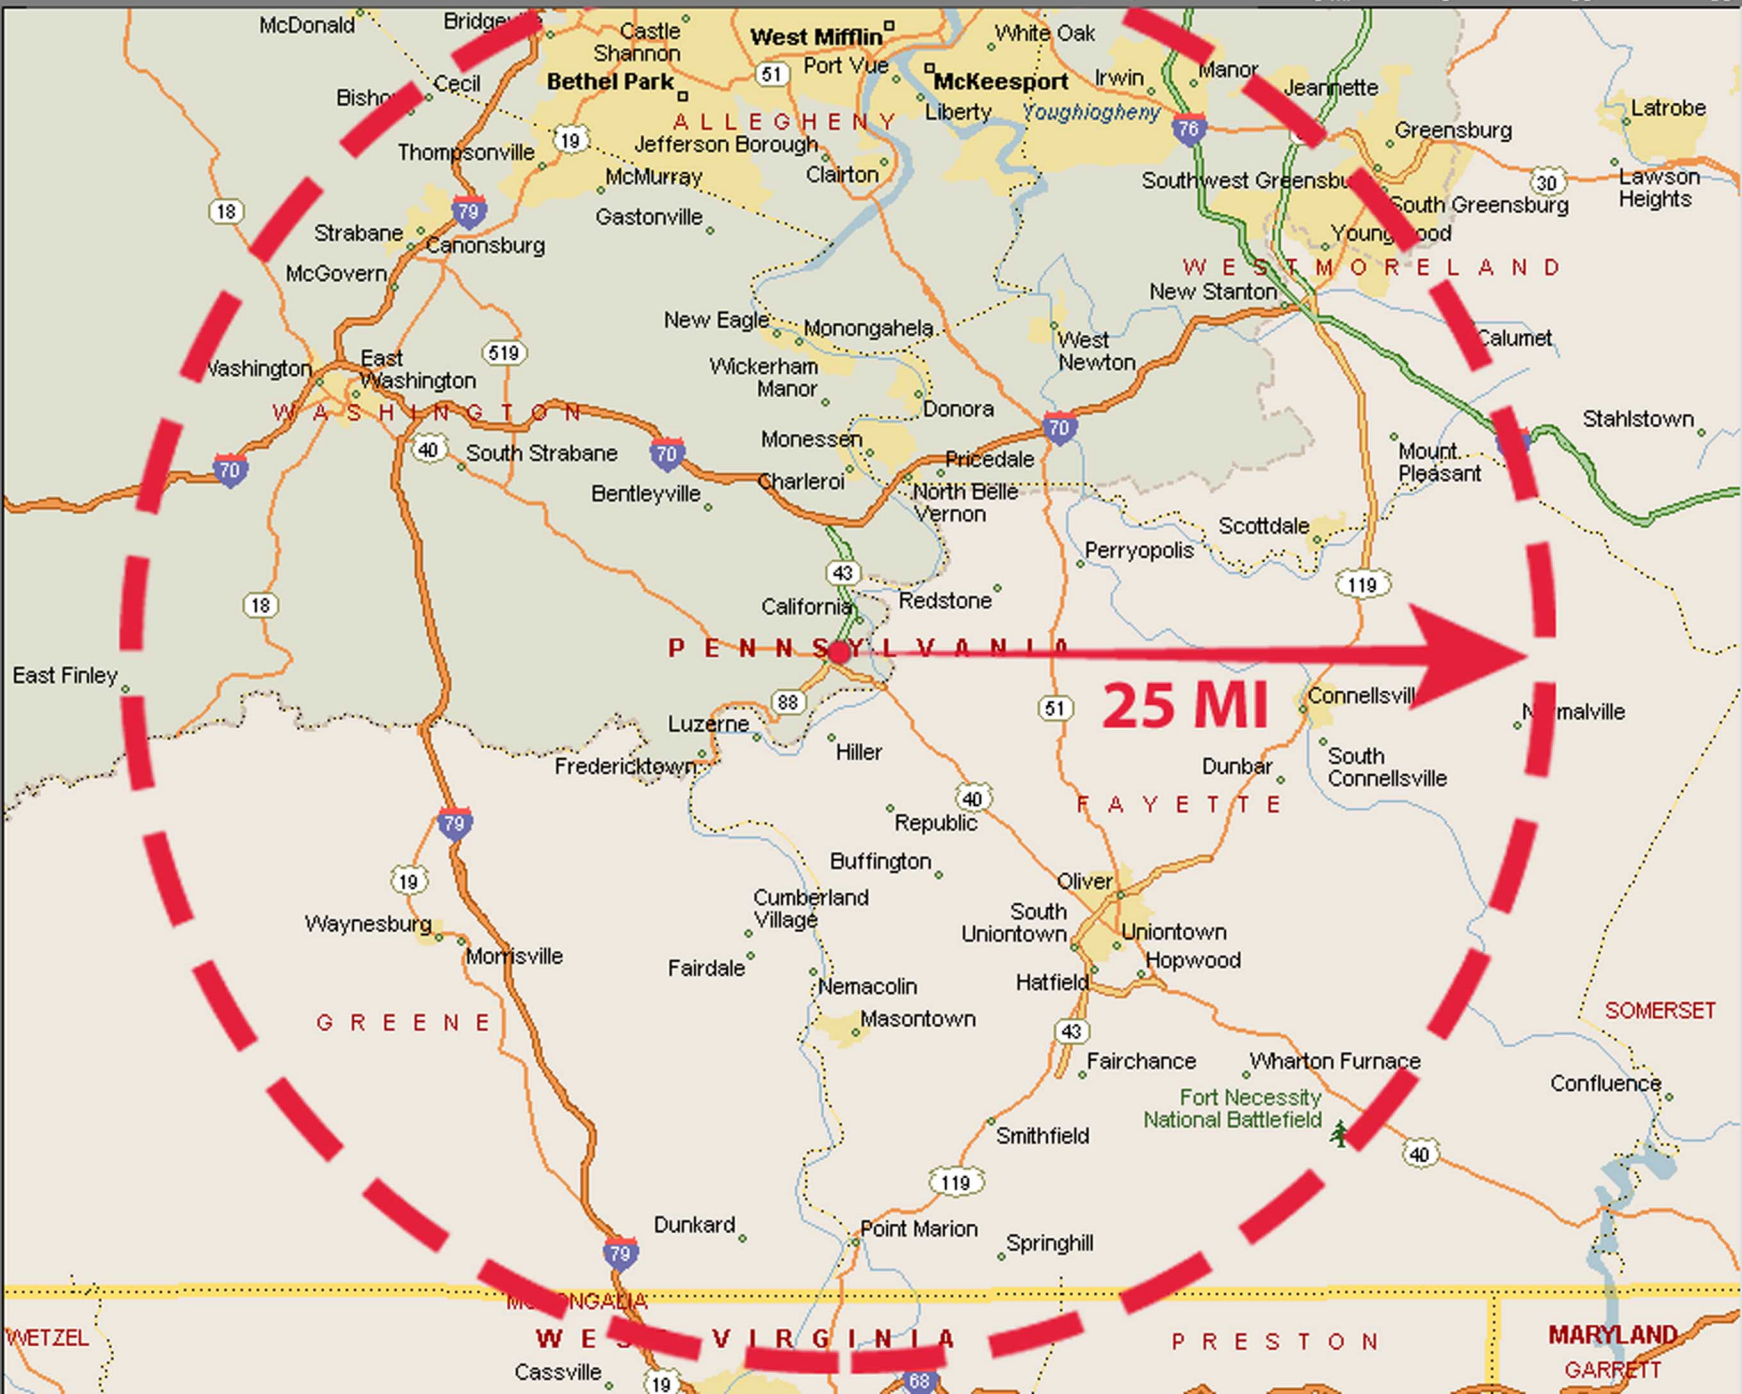 McDonald
Castle
Shannon
West Mifflin
White Oak
Port Vue
51
Cecil
Bethel Park
McKeesport
Irwin
Manor
Jeannette
Liberty
Youghiogheny
Latrobe
ALLEGHENY
76
Greensburg
19
Jefferson Borough
Thompsonville
McMurray
Clairton
30
Lawson
Heights
18
79
Gastonville
South Greensburg
Strabane
Canonsburg
McGovern
WESTMORELAND
New Stanton
New Eagle
Monongahela
West
Newton
Calumet
519
East
Washington
Wickerham
Manor
WASHINGTON
Donora
70
Stahlstown
Monessen
40
South Strabane
70
Pricedale
Mount
Pleasant
70
Charleroi
Bentleyville
North Belle
Vernon
Scottdale
Perryopolis
43
119
18
California
Redstone
PENNSYLVANIA
East Finley
25 MI
88
51
Luzerne
Hiller
Fredericktown
South
Connellsville
Dunbar
40
FAYETTE
79
Republic
Buffington
19
Oliver
Cumberland
Village
South
Uniontown
Waynesburg
Uniontown
Morrisville
Hopwood
Fairdale
Hatfield
Nemacolin
SOMERSET
GREENE
Masontown
43
Fairchance
Wharton Furnace
Confluence
Fort Necessity
National Battlefield
Smithfield
40
119
Dunkard
Point Marion
Springhill
79
WETZEL
WEST VIRGINIA
PRESTON
MARYLAND
GARRETT
Cassville
19
68